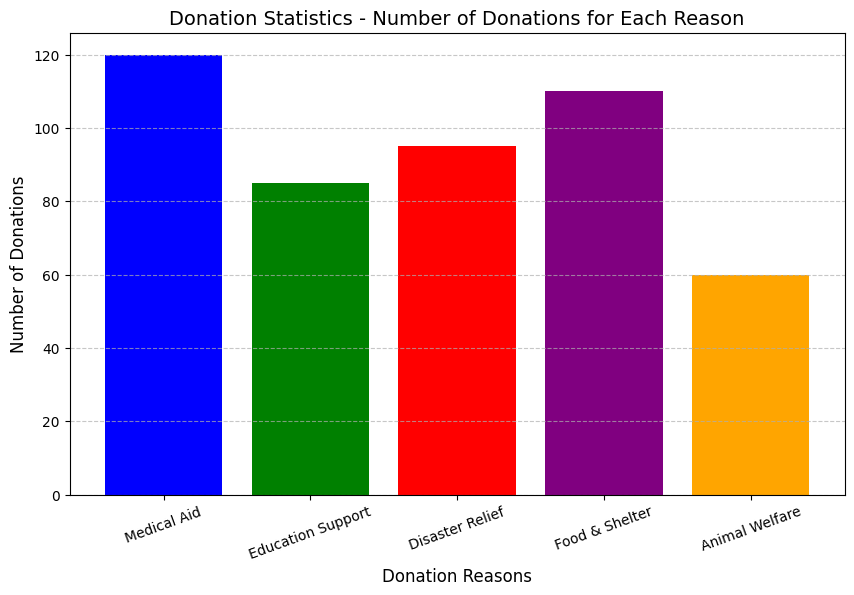 Donation Statistics - Number of Donations for Each Reason
Number of Donations
120
100
80
60
40
20
0
Medical Aid
Education Support
Disaster Relief
Food & Shelter
Animal Welfare
Donation Reasons